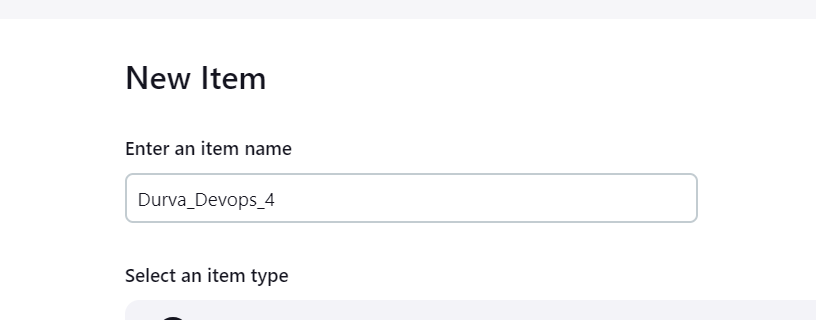 New Item
Enter an item name
Durva_Devops_4
Select an item type